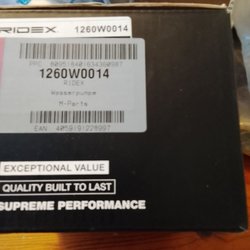 RIDEX 1260W0014
1260W0014
RIDEX
Wasserpumpe
M-Parts
EXCEPTIONAL VALUE
QUALITY BUILT TO LAST
SUPREME PERFORMANCE